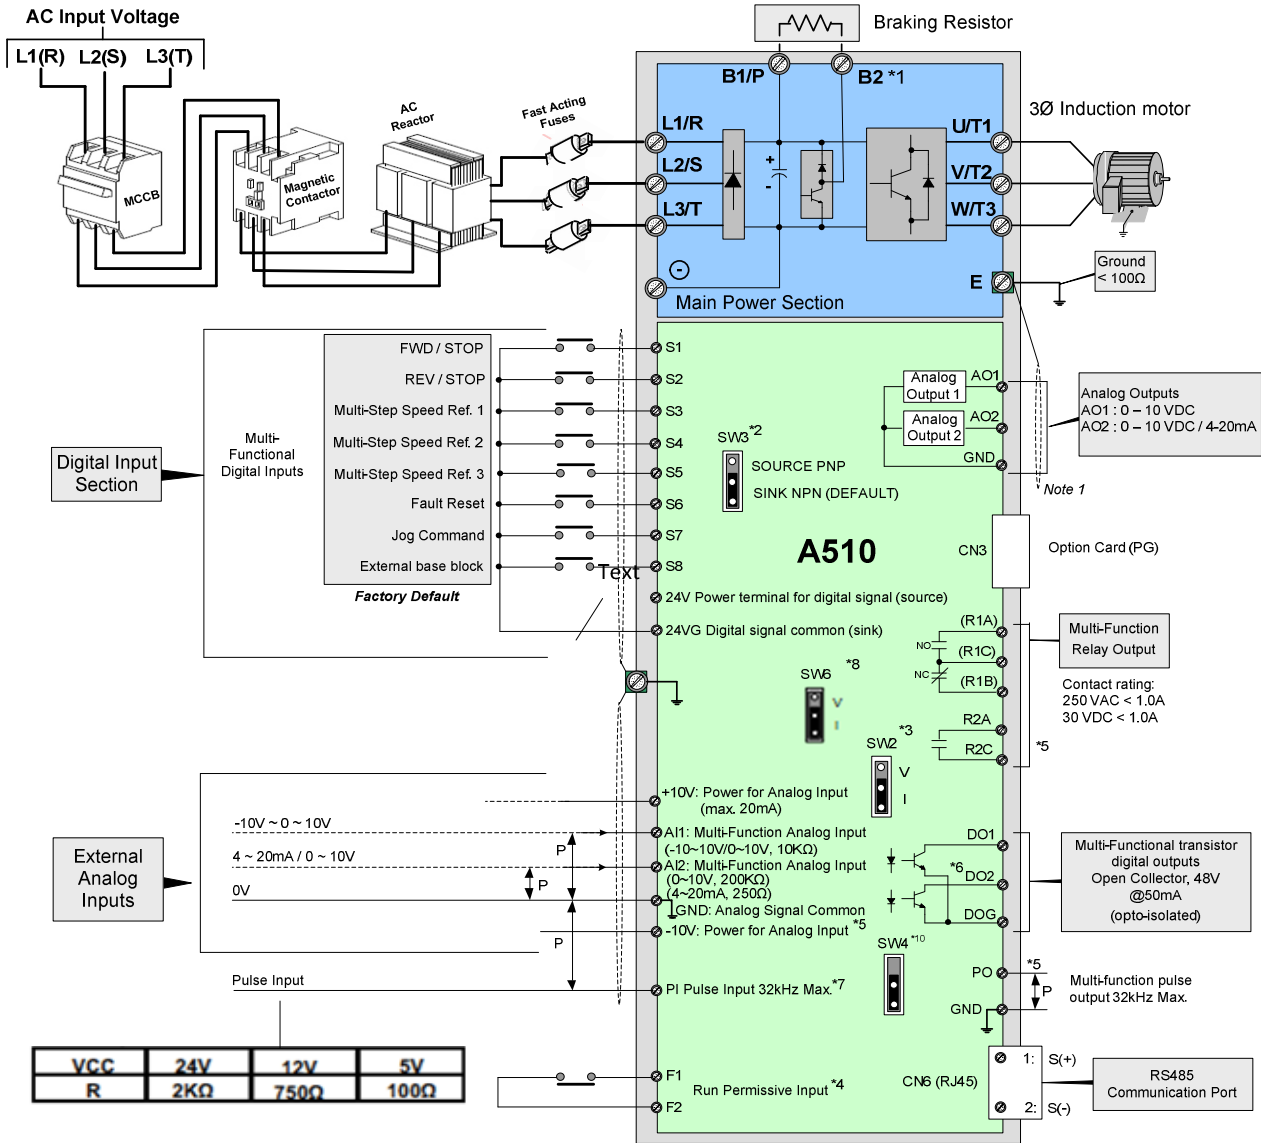 AC Input Voltage
L1(R) L2(S) L3(T)
MCCB
Magnetic
Contactor
AC
Reactor
Fast Acting
Fuses
Braking Resistor
B1/P
B2 *1
L1/R
L2/S
L3/T
+
-
U/T1
V/T2
W/T3
3Ø Induction motor
E
Ground
< 100Ω
Main Power Section
Digital Input
Section
Multi-
Functional
Digital Inputs
FWD / STOP
REV / STOP
Multi-Step Speed Ref. 1
Multi-Step Speed Ref. 2
Multi-Step Speed Ref. 3
Fault Reset
Jog Command
External base block
Factory Default
Text
S1
S2
S3
S4
S5
S6
S7
S8
24V Power terminal for digital signal (source)
24VG Digital signal common (sink)
SW3 *2
SOURCE PNP
SINK NPN (DEFAULT)
A510
Analog
Output 1
AO1
Analog
Output 2
AO2
GND
Analog Outputs
AO1 : 0 – 10 VDC
AO2 : 0 – 10 VDC / 4-20mA
Note 1
CN3
Option Card (PG)
(R1A)
NO
(R1C)
NC
(R1B)
R2A
R2C
*5
Multi-Function
Relay Output
Contact rating:
250 VAC < 1.0A
30 VDC < 1.0A
SW6 *8
V
I
SW2 *3
V
I
External
Analog
Inputs
-10V ~ 0 ~ 10V
4 ~ 20mA / 0 ~ 10V
0V
P
P
P
+10V: Power for Analog Input
(max. 20mA)
AI1: Multi-Function Analog Input
(-10~10V/0~10V, 10KΩ)
AI2: Multi-Function Analog Input
(0~10V, 200KΩ)
(4~20mA, 250Ω)
GND: Analog Signal Common
-10V: Power for Analog Input *5
Pulse Input
PI Pulse Input 32kHz Max. *7
SW4 *10
DO1
*6
DO2
DOG
Multi-Functional transistor
digital outputs
Open Collector, 48V
@50mA
(opto-isolated)
PO
*5
P
GND
Multi-function pulse
output 32kHz Max.
VCC 24V 12V 5V
R 2KΩ 750Ω 100Ω
F1
F2
Run Permissive Input *4
CN6 (RJ45)
1: S(+)
2: S(-)
RS485
Communication Port